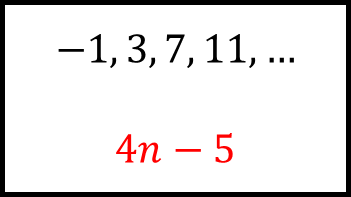 −1, 3, 7, 11, …
4n − 5